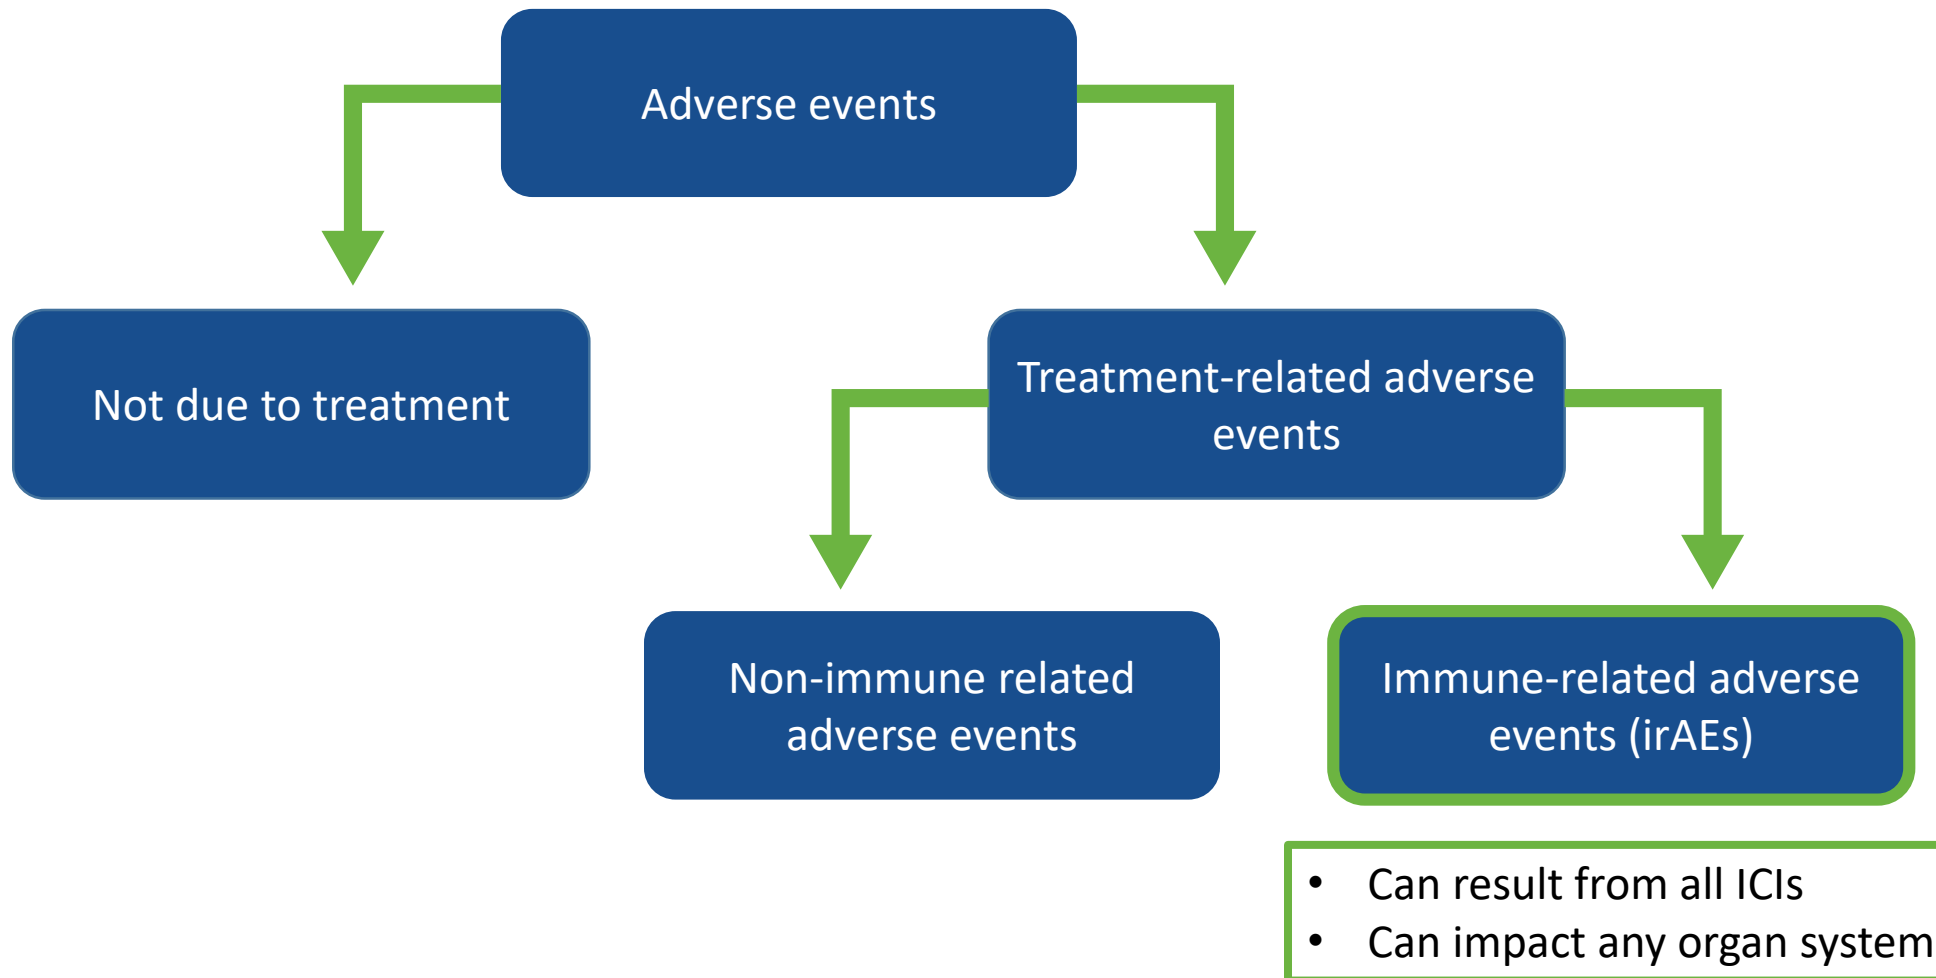 Adverse events
Not due to treatment
Treatment-related adverse
events
Non-immune related
adverse events
Immune-related adverse
events (irAEs)
• Can result from all ICIs
• Can impact any organ system